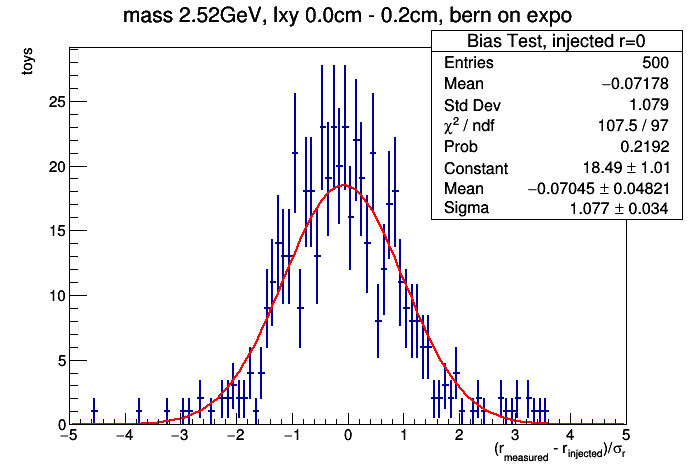 mass 2.52GeV, lxy 0.0cm - 0.2cm, bern on expo
Bias Test, injected r=0
Entries 500
Mean −0.07178
Std Dev 1.079
χ² / ndf 107.5 / 97
Prob 0.2192
Constant 18.49 ± 1.01
Mean −0.07045 ± 0.04821
Sigma 1.077 ± 0.034
toys
25
20
15
10
5
0
−5 −4 −3 −2 −1 0 1 2 3 4 5
(r_measured - r_injected)/σ_r